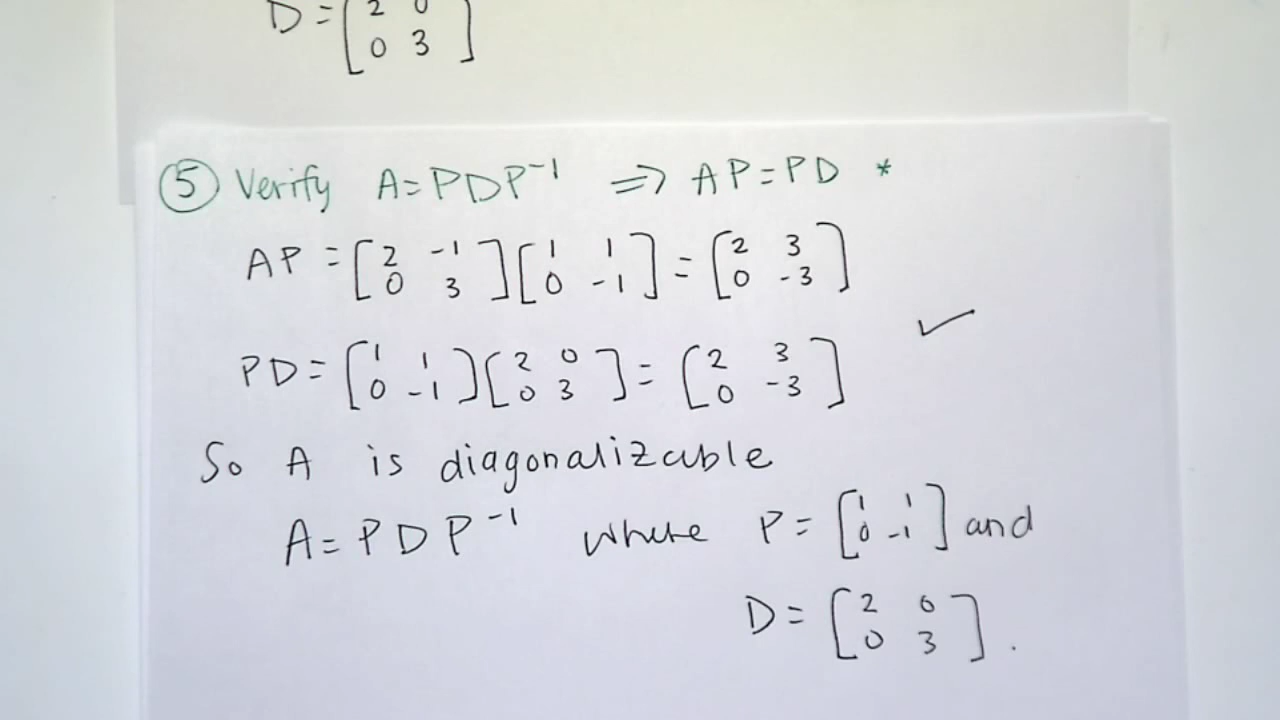 D = [2 0
0 3]
⑤ Verify A=PDP⁻¹ ⇒ AP=PD *
AP = [2 -1; 0 3] [1 1; 0 -1] = [2 3; 0 -3]
✓
PD = [1 1; 0 -1] [2 0; 0 3] = [2 3; 0 -3]
So A is diagonalizable
A=PDP⁻¹ where P = [1 1; 0 -1] and
D = [2 0; 0 3].